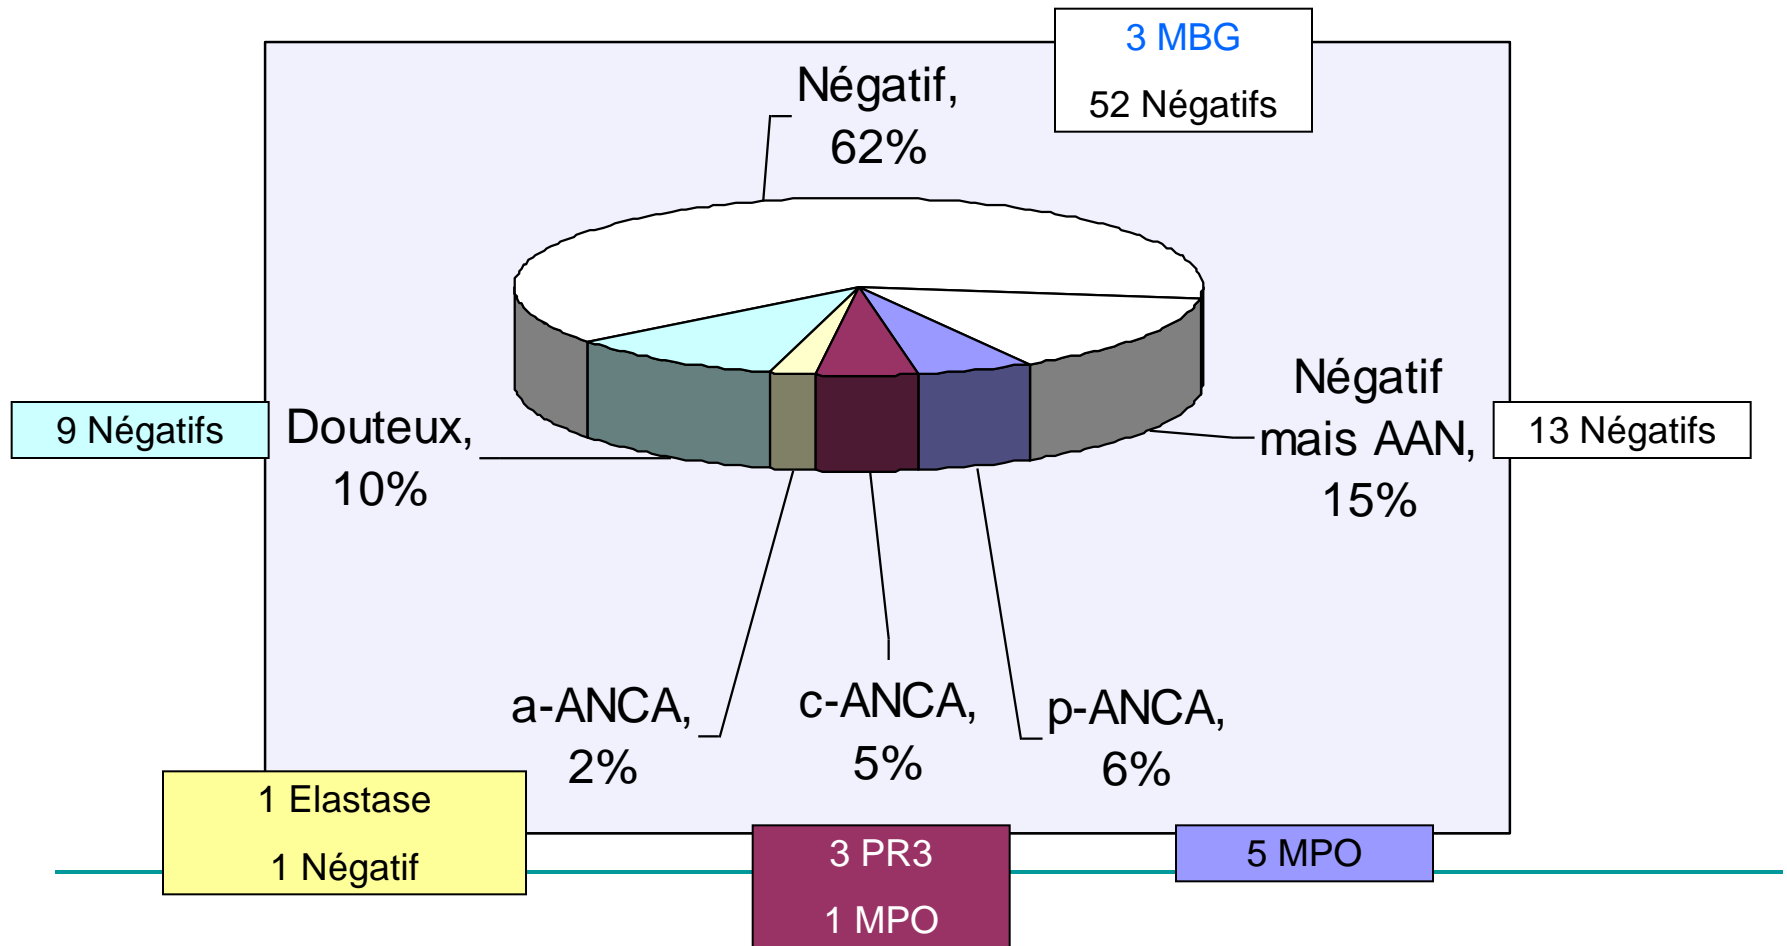 3 MBG
52 Négatifs
Négatif,
62%
9 Négatifs
Douteux,
10%
Négatif
mais AAN,
15%
13 Négatifs
a-ANCA,
2%
c-ANCA,
5%
p-ANCA,
6%
1 Elastase
1 Négatif
3 PR3
1 MPO
5 MPO